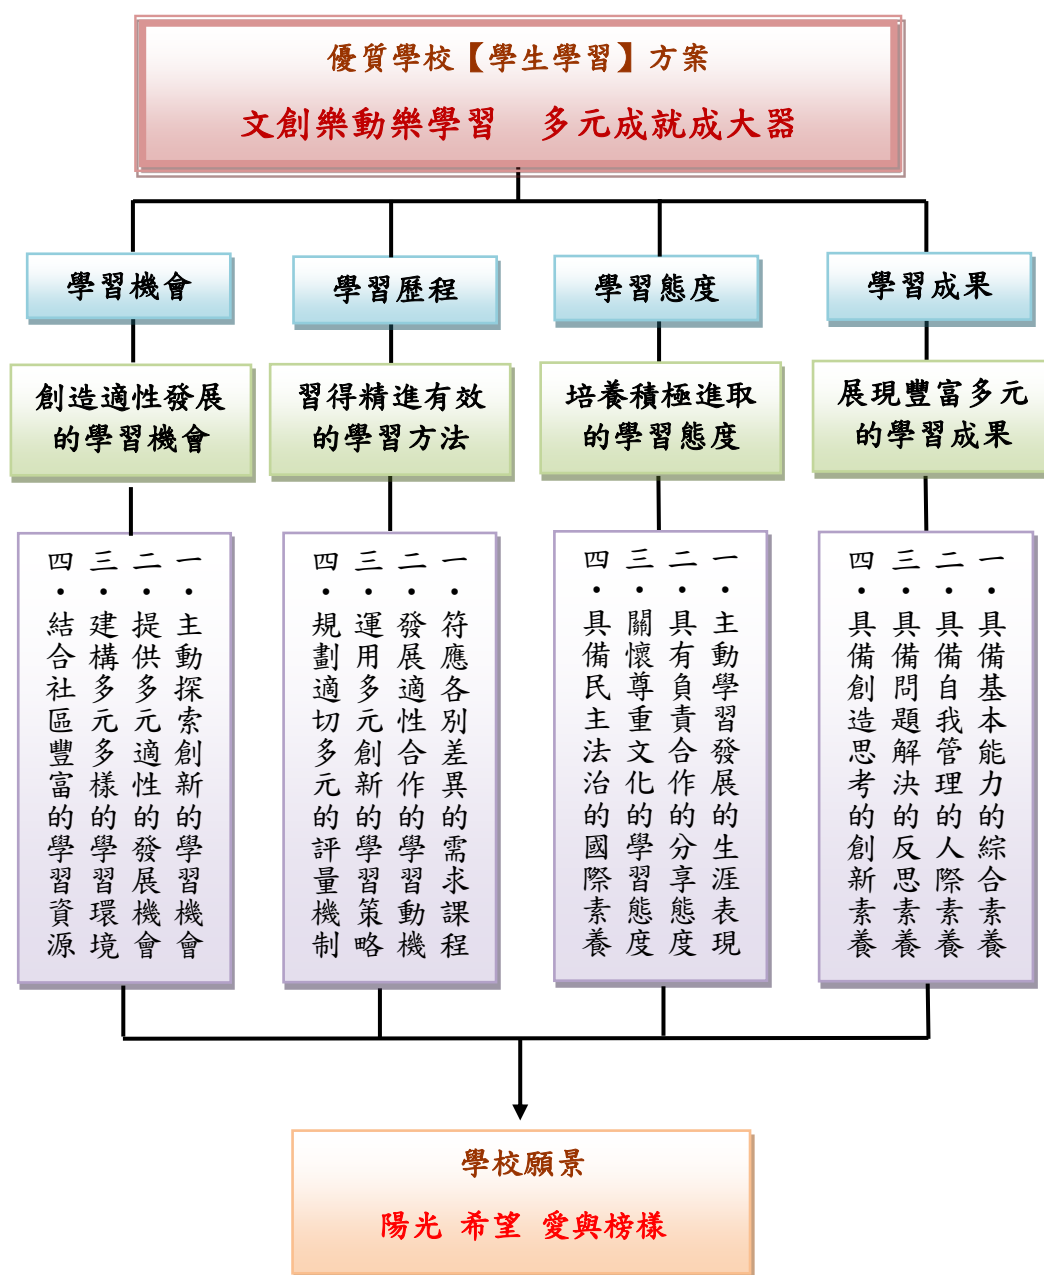 優質學校【學生學習】方案
文創樂動樂學習　多元成就成大器
學習機會
學習歷程
學習態度
學習成果
創造適性發展
的學習機會
習得精進有效
的學習方法
培養積極進取
的學習態度
展現豐富多元
的學習成果
一・主動探索創新的學習機會
二・提供多元適性的發展機會
三・建構多元多樣的學習環境
四・結合社區豐富的學習資源
一・符應各別差異的需求課程
二・發展適性合作的學習動機
三・運用多元創新的學習策略
四・規劃適切多元的評量機制
一・主動學習發展的生涯表現
二・具有負責合作的分享態度
三・關懷尊重文化的學習態度
四・具備民主法治的國際素養
一・具備基本能力的綜合素養
二・具備自我管理的人際素養
三・具備問題解決的反思素養
四・具備創造思考的創新素養
學校願景
陽光 希望 愛與榜樣